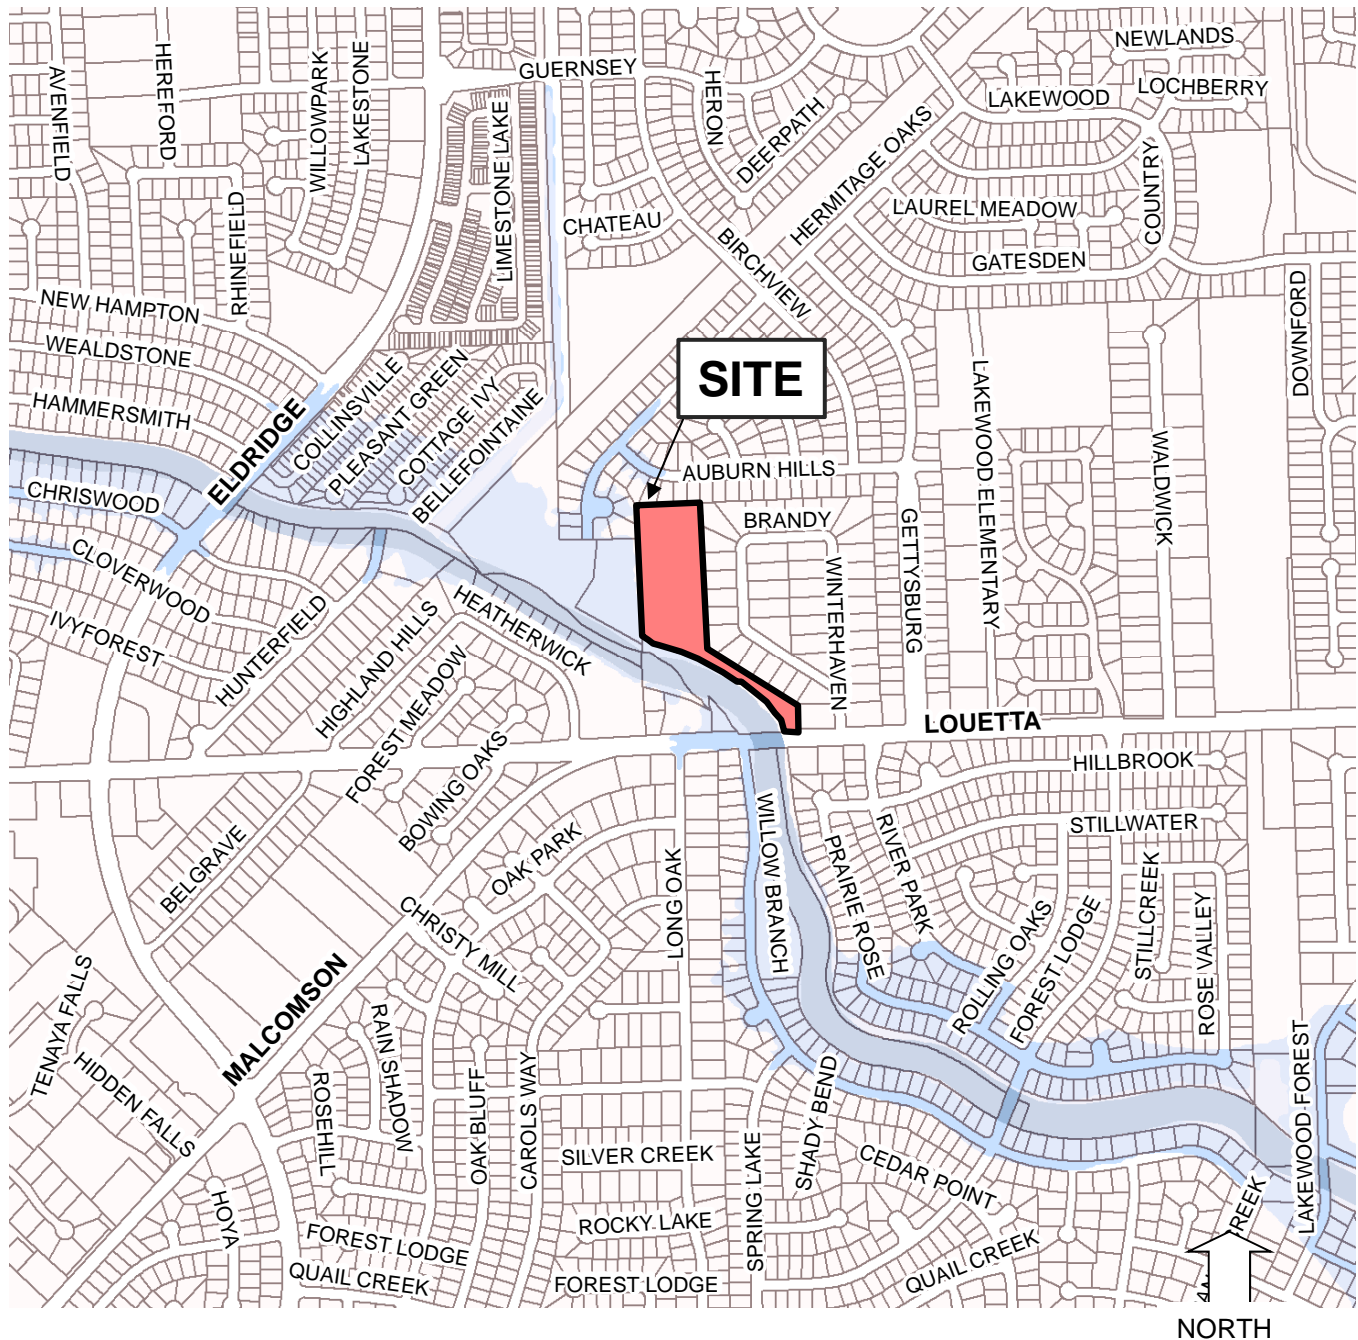 NEWLANDS
GUERNSEY
HEREFORD
AVENFIELD
WILLOWPARK
LAKESTONE
HERON
LAKEWOOD
LOCHBERRY
LIMESTONE LAKE
DEERPATH
HERMITAGE OAKS
COUNTRY
RHINEFIELD
CHATEAU
LAUREL MEADOW
BIRCHVIEW
GATESDEN
NEW HAMPTON
DOWNFORD
WEALDSTONE
SITE
HAMMERSMITH
COLLINSVILLE
PLEASANT GREEN
COTTAGE IVY
BELLEFOINTAINE
LAKEWOOD ELEMENTARY
WALDWICK
ELDRIDGE
AUBURN HILLS
CHRISWOOD
BRANDY
GETTYSBURG
CLOVERWOOD
WINTERHAVEN
IVYFOREST
HUNTERFIELD
HIGHLAND HILLS
HEATHERWICK
FOREST MEADOW
LOUETTA
BOWING OAKS
HILLBROOK
STILLWATER
BELGRAVE
OAK PARK
WILLOW BRANCH
PRAIRIE ROSE
RIVER PARK
LONG OAK
CHRISTY MILL
STILLCREEK
ROSE VALLEY
ROLLING OAKS
FOREST LODGE
TENAYA FALLS
MALCOMSON
HIDDEN FALLS
RAIN SHADOW
ROSEHILL
OAK BLUFF
CAROLS WAY
SHADY BEND
LAKEWOOD FOREST
SILVER CREEK
SPRING LAKE
CEDAR POINT
HOYA
ROCKY LAKE
FOREST LODGE
QUAIL CREEK
QUAIL CREEK
FOREST LODGE
NORTH